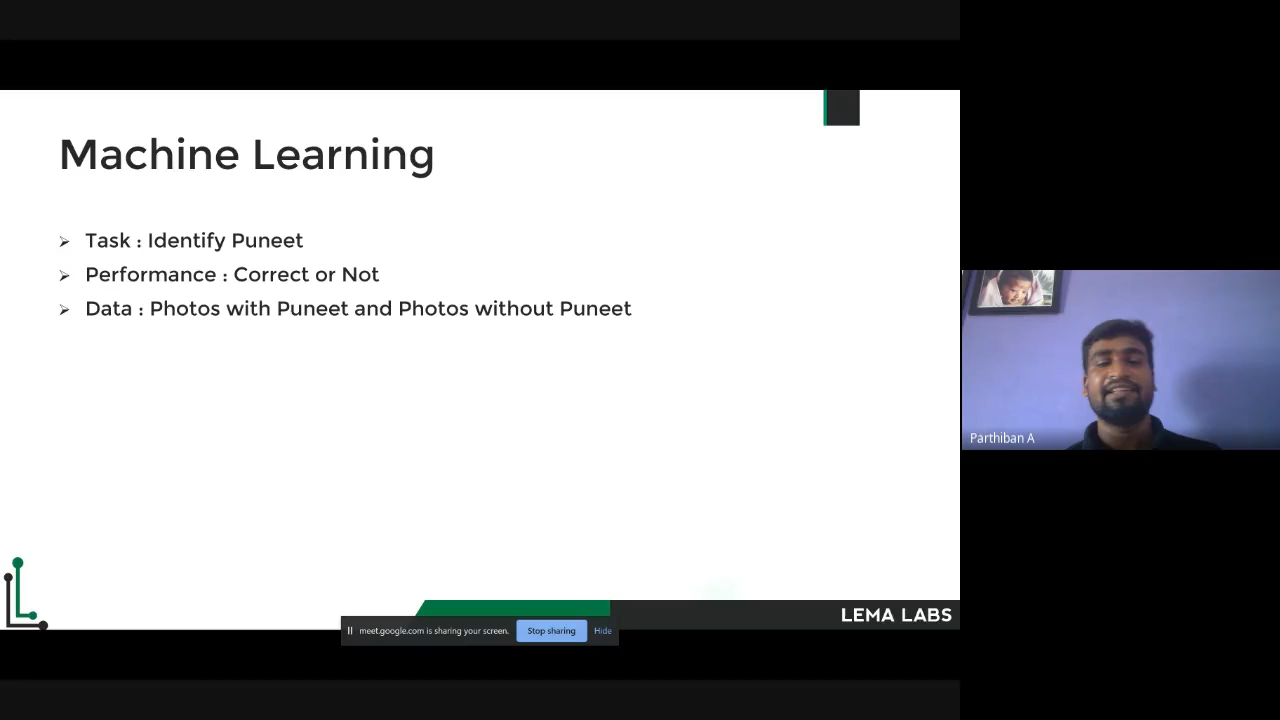 Machine Learning
Task : Identify Puneet
Performance : Correct or Not
Data : Photos with Puneet and Photos without Puneet
Parthiban A
LEMA LABS
meet.google.com is sharing your screen. Stop sharing Hide